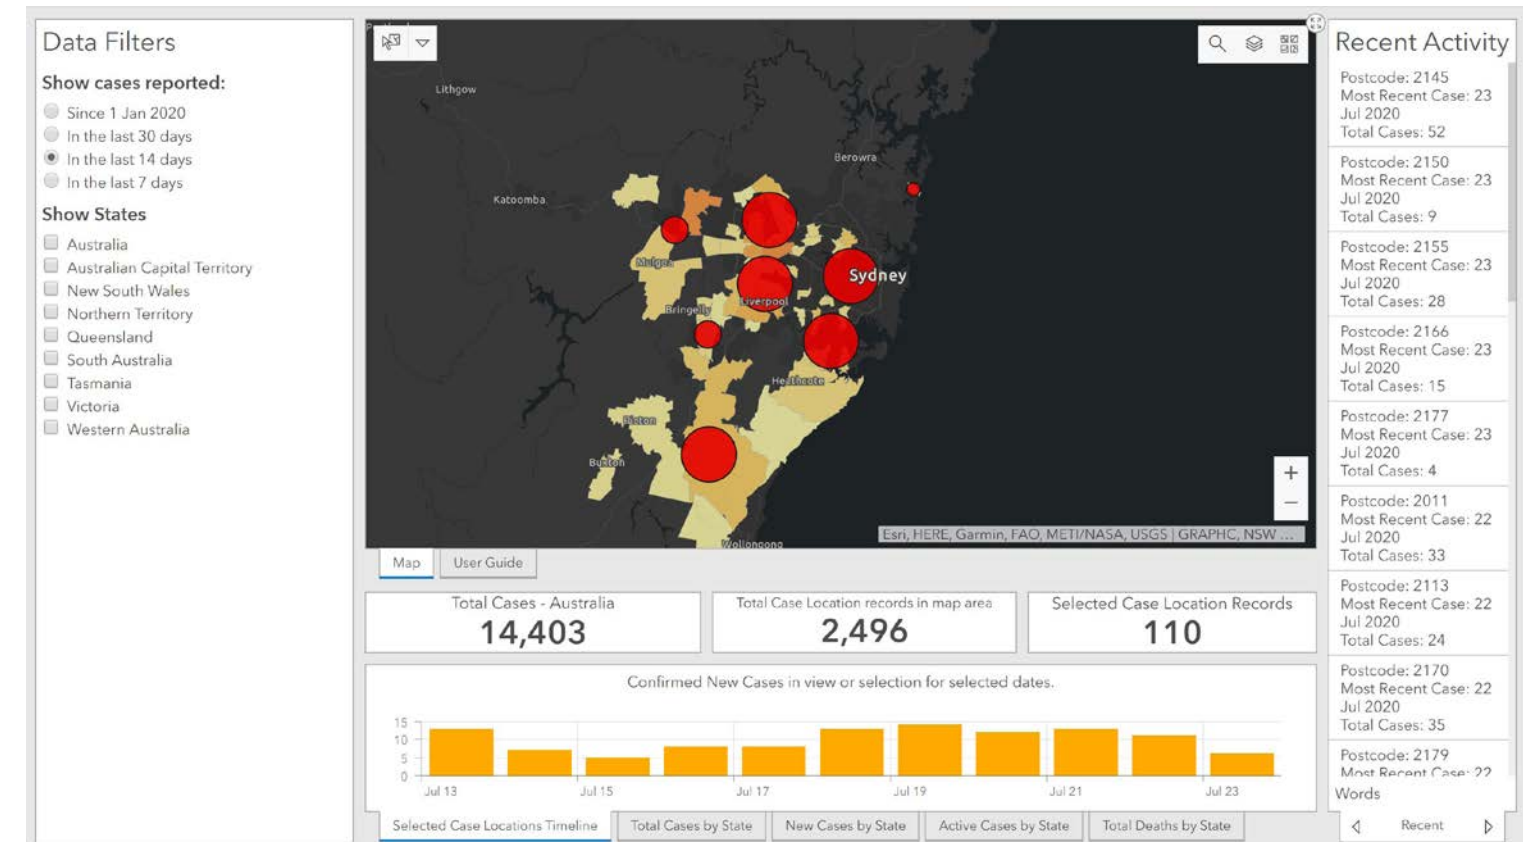 Data Filters
Show cases reported:
Since 1 Jan 2020
In the last 30 days
In the last 14 days
In the last 7 days
Show States
Australia
Australian Capital Territory
New South Wales
Northern Territory
Queensland
South Australia
Tasmania
Victoria
Western Australia
Lithgow
Berowra
Katoomba
Mulgoa
Sydney
Liverpool
Bringelly
Heathcote
Picton
Buxton
Wollongong
Esri, HERE, Garmin, FAO, METI/NASA, USGS | GRAPHC, NSW ...
+
−
Map
User Guide
Total Cases - Australia
14,403
Total Case Location records in map area
2,496
Selected Case Location Records
110
Confirmed New Cases in view or selection for selected dates.
15
10
5
0
Jul 13
Jul 15
Jul 17
Jul 19
Jul 21
Jul 23
Selected Case Locations Timeline
Total Cases by State
New Cases by State
Active Cases by State
Total Deaths by State
Recent Activity
Postcode: 2145
Most Recent Case: 23
Jul 2020
Total Cases: 52
Postcode: 2150
Most Recent Case: 23
Jul 2020
Total Cases: 9
Postcode: 2155
Most Recent Case: 23
Jul 2020
Total Cases: 28
Postcode: 2166
Most Recent Case: 23
Jul 2020
Total Cases: 15
Postcode: 2177
Most Recent Case: 23
Jul 2020
Total Cases: 4
Postcode: 2011
Most Recent Case: 22
Jul 2020
Total Cases: 33
Postcode: 2113
Most Recent Case: 22
Jul 2020
Total Cases: 24
Postcode: 2170
Most Recent Case: 22
Jul 2020
Total Cases: 35
Postcode: 2179
Most Recent Case: 22
Words
Recent